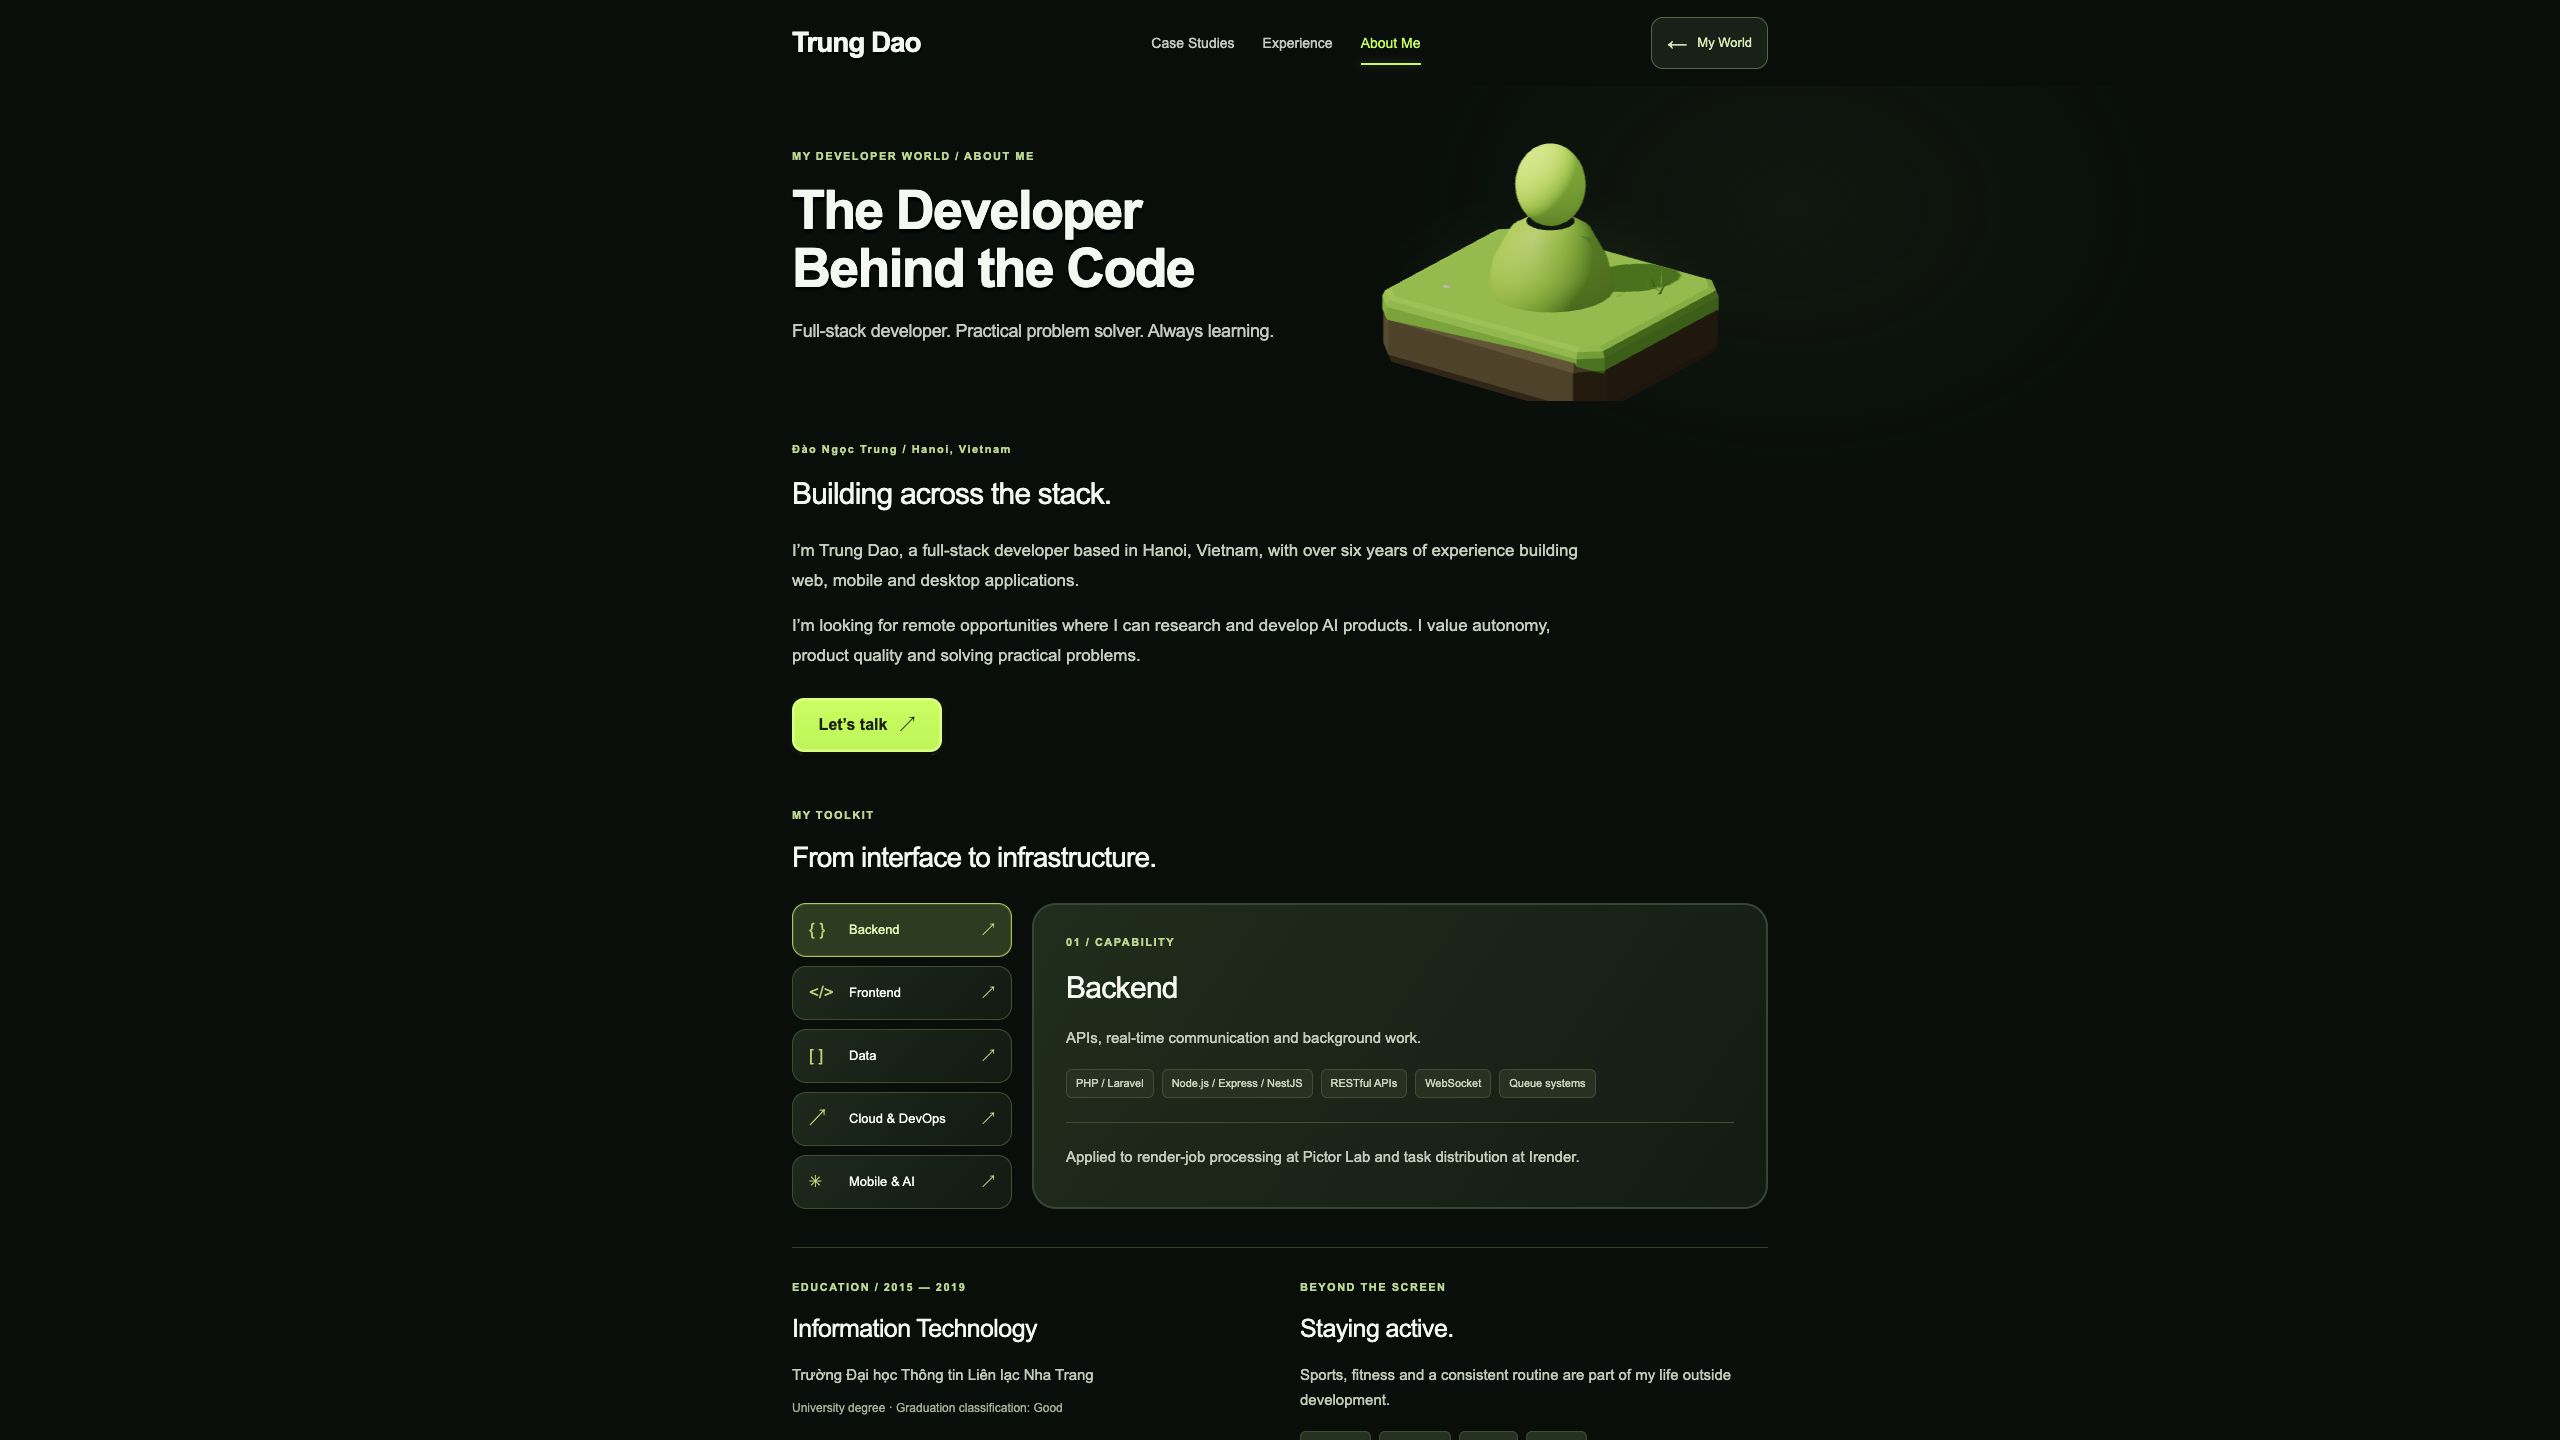 Trung Dao
Case Studies
Experience
About Me
← My World
MY DEVELOPER WORLD / ABOUT ME
The Developer
Behind the Code
Full-stack developer. Practical problem solver. Always learning.
Đào Ngọc Trung / Hanoi, Vietnam
Building across the stack.
I’m Trung Dao, a full-stack developer based in Hanoi, Vietnam, with over six years of experience building
web, mobile and desktop applications.
I’m looking for remote opportunities where I can research and develop AI products. I value autonomy,
product quality and solving practical problems.
Let’s talk ↗
MY TOOLKIT
From interface to infrastructure.
{ } Backend ↗
</> Frontend ↗
[ ] Data ↗
↗ Cloud & DevOps ↗
✳ Mobile & AI ↗
01 / CAPABILITY
Backend
APIs, real-time communication and background work.
PHP / Laravel
Node.js / Express / NestJS
RESTful APIs
WebSocket
Queue systems
Applied to render-job processing at Pictor Lab and task distribution at Irender.
EDUCATION / 2015 — 2019
Information Technology
Trường Đại học Thông tin Liên lạc Nha Trang
University degree · Graduation classification: Good
BEYOND THE SCREEN
Staying active.
Sports, fitness and a consistent routine are part of my life outside
development.